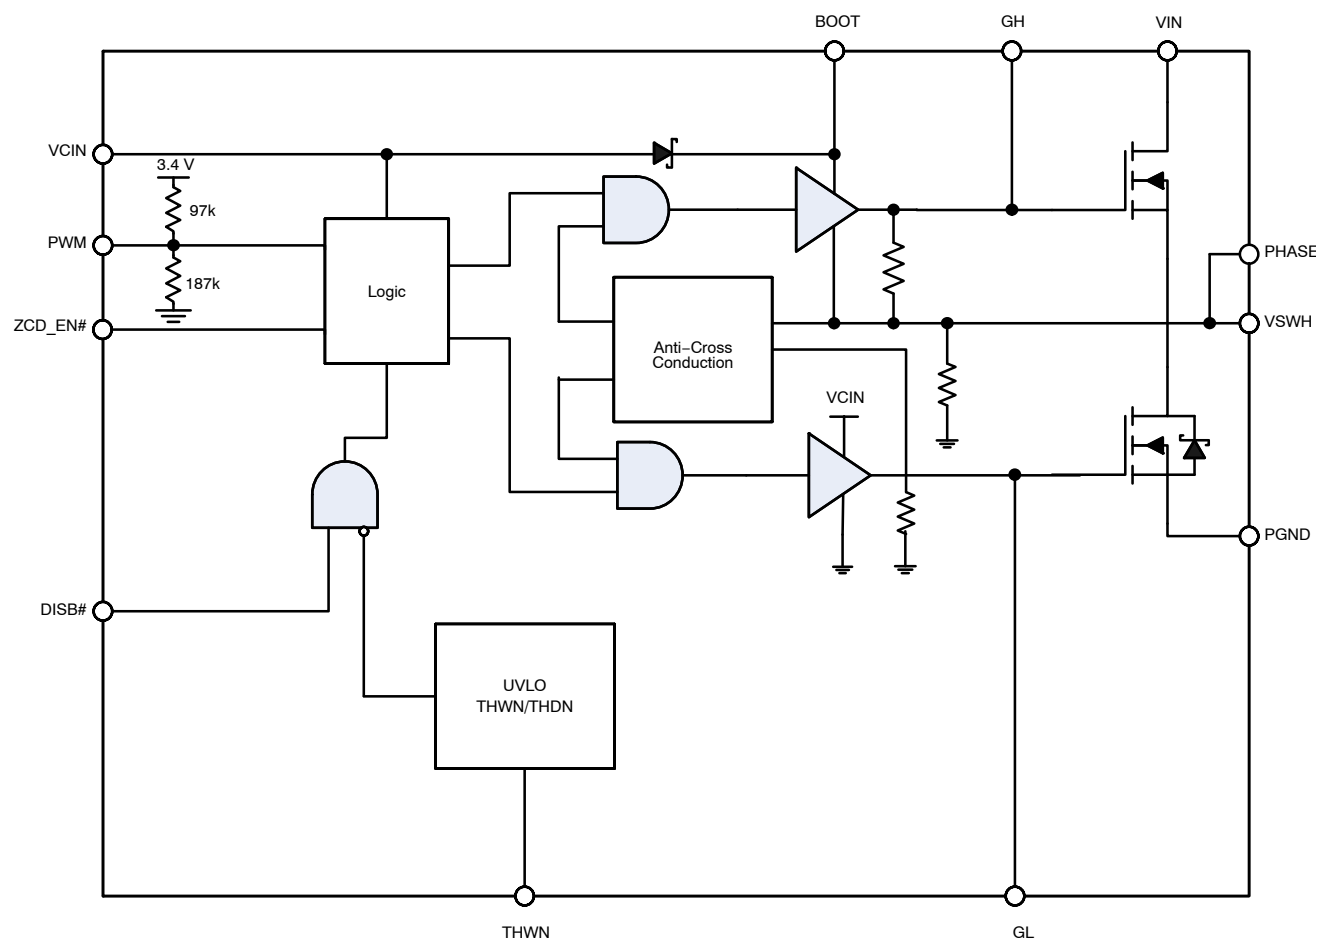 BOOT
GH
VIN
VCIN
3.4 V
97k
PWM
187k
ZCD_EN#
Logic
PHASE
VSWH
Anti–Cross
Conduction
VCIN
PGND
DISB#
UVLO
THWN/THDN
THWN
GL